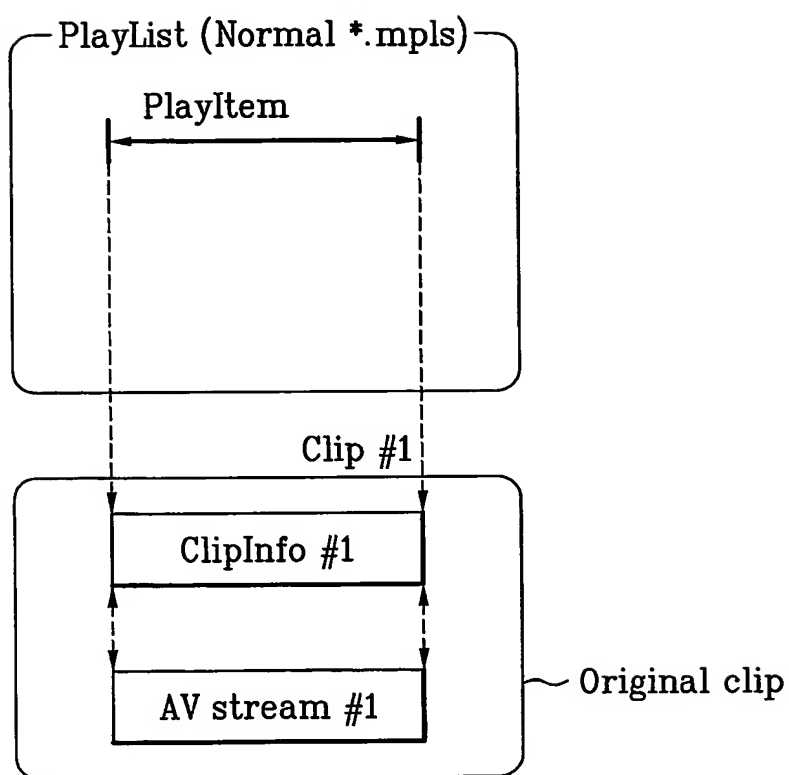 PlayList (Normal *.mpls)
PlayItem
Clip #1
ClipInfo #1
AV stream #1
Original clip